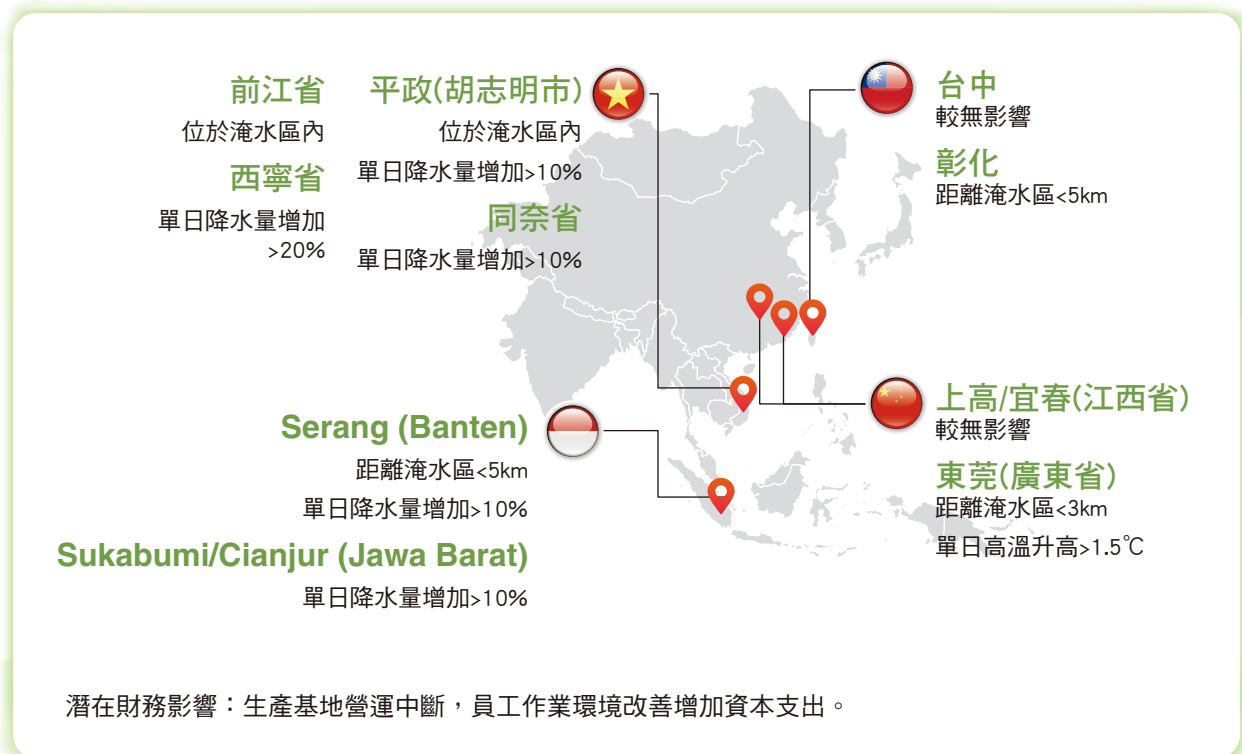 前江省
位於淹水區內
西寧省
單日降水量增加
>20%
平政(胡志明市)
位於淹水區內
單日降水量增加>10%
同奈省
單日降水量增加>10%
台中
較無影響
彰化
距離淹水區<5km
Serang (Banten)
距離淹水區<5km
單日降水量增加>10%
Sukabumi/Cianjur (Jawa Barat)
單日降水量增加>10%
上高/宜春(江西省)
較無影響
東莞(廣東省)
距離淹水區<3km
單日高溫升高>1.5℃
潛在財務影響：生產基地營運中斷，員工作業環境改善增加資本支出。